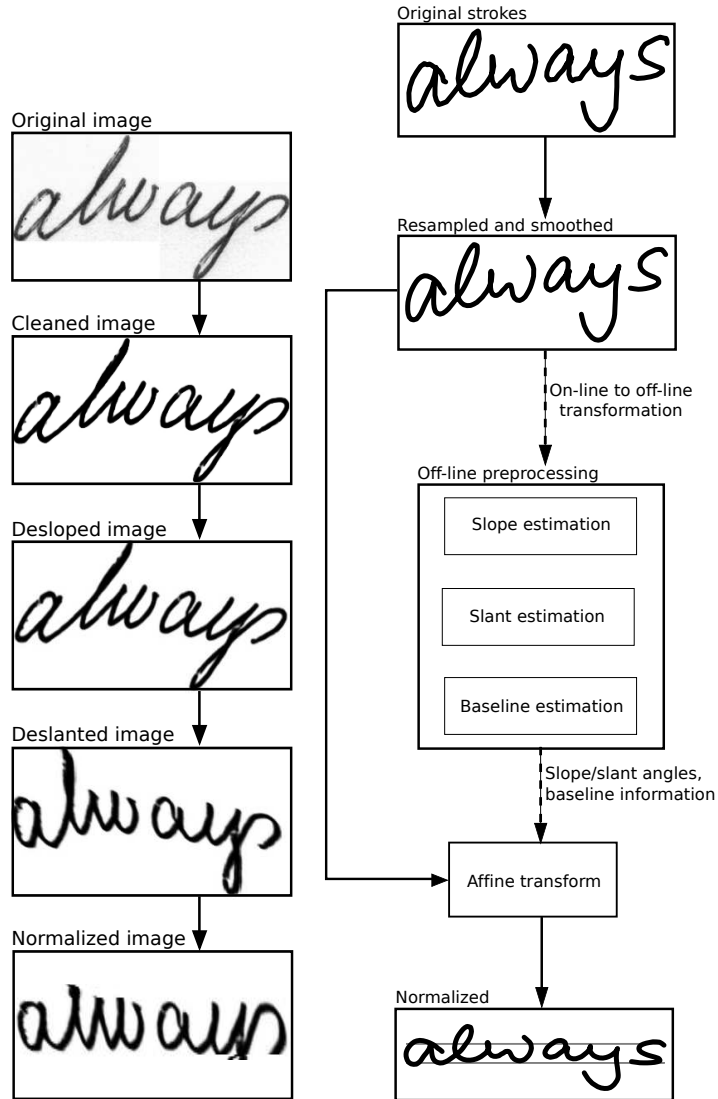 Original image
always
Cleaned image
always
Desloped image
always
Deslanted image
always
Normalized image
always
Original strokes
always
Resampled and smoothed
always
On-line to off-line
transformation
Off-line preprocessing
Slope estimation
Slant estimation
Baseline estimation
Slope/slant angles,
baseline information
Affine transform
Normalized
always